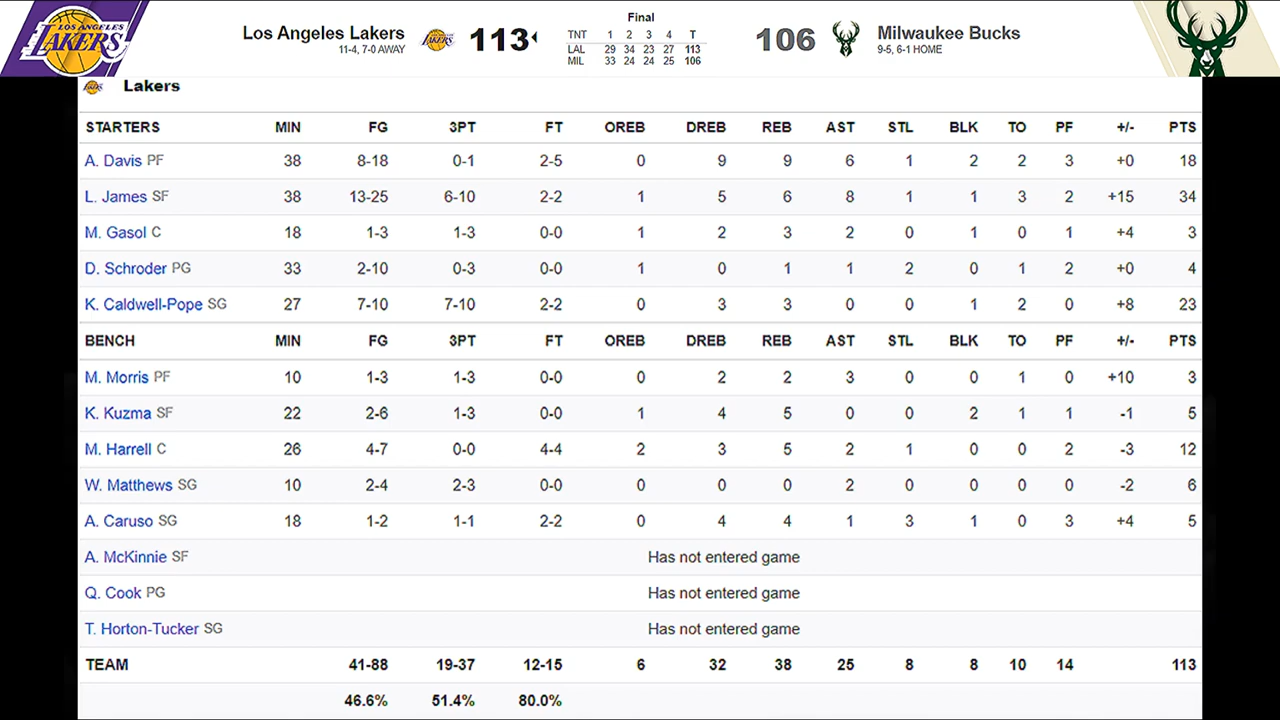 LOS ANGELES
LAKERS
Final
Los Angeles Lakers
11-4, 7-0 AWAY
113
TNT 1 2 3 4 T
LAL 29 34 23 27 113
MIL 33 24 24 25 106
106
Milwaukee Bucks
9-5, 6-1 HOME
Lakers
STARTERS MIN FG 3PT FT OREB DREB REB AST STL BLK TO PF +/- PTS
A. Davis PF 38 8-18 0-1 2-5 0 9 9 6 1 2 2 3 +0 18
L. James SF 38 13-25 6-10 2-2 1 5 6 8 1 1 3 2 +15 34
M. Gasol C 18 1-3 1-3 0-0 1 2 3 2 0 1 0 1 +4 3
D. Schroder PG 33 2-10 0-3 0-0 1 0 1 1 2 0 1 2 +0 4
K. Caldwell-Pope SG 27 7-10 7-10 2-2 0 3 3 0 0 1 2 0 +8 23
BENCH MIN FG 3PT FT OREB DREB REB AST STL BLK TO PF +/- PTS
M. Morris PF 10 1-3 1-3 0-0 0 2 2 3 0 0 1 0 +10 3
K. Kuzma SF 22 2-6 1-3 0-0 1 4 5 0 0 2 1 1 -1 5
M. Harrell C 26 4-7 0-0 4-4 2 3 5 2 1 0 0 2 -3 12
W. Matthews SG 10 2-4 2-3 0-0 0 0 0 2 0 0 0 0 -2 6
A. Caruso SG 18 1-2 1-1 2-2 0 4 4 1 3 1 0 3 +4 5
A. McKinnie SF Has not entered game
Q. Cook PG Has not entered game
T. Horton-Tucker SG Has not entered game
TEAM 41-88 19-37 12-15 6 32 38 25 8 8 10 14 113
46.6% 51.4% 80.0%